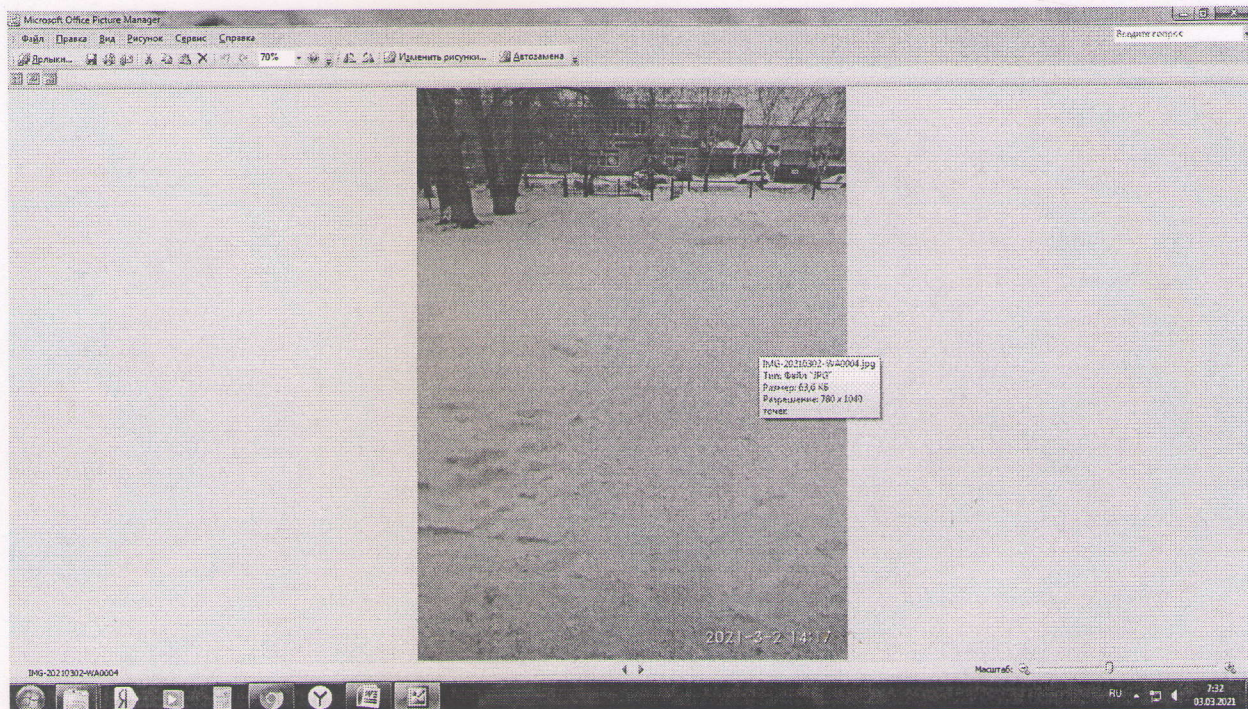 Microsoft Office Picture Manager
Файл Правка Вид Рисунок Сервис Справка
Введите вопрос
Ярлыки... 70% Изменить рисунки... Автозамена
IMG-20210302-WA0004.jpg
Тип: Файл "JPG"
Размер: 63,6 КБ
Разрешение: 780 x 1040
точек
2021-3-2 14:17
IMG-20210302-WA0004
Масштаб:
RU
7:32
03.03.2021